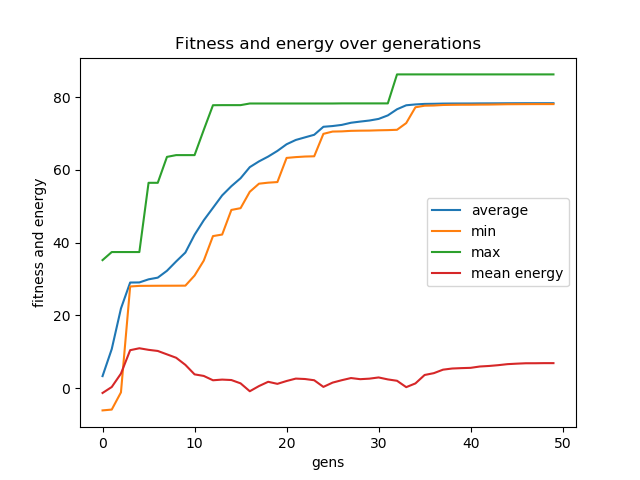 Fitness and energy over generations
fitness and energy
80
60
40
20
0
average
min
max
mean energy
0 10 20 30 40 50
gens